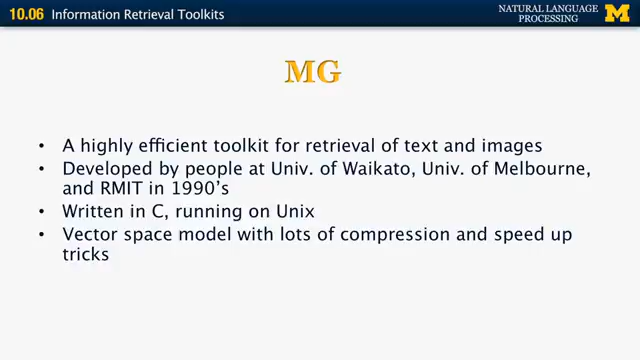 10.06 Information Retrieval Toolkits
NATURAL LANGUAGE
PROCESSING
M
MG
• A highly efficient toolkit for retrieval of text and images
• Developed by people at Univ. of Waikato, Univ. of Melbourne,
and RMIT in 1990's
• Written in C, running on Unix
• Vector space model with lots of compression and speed up
tricks